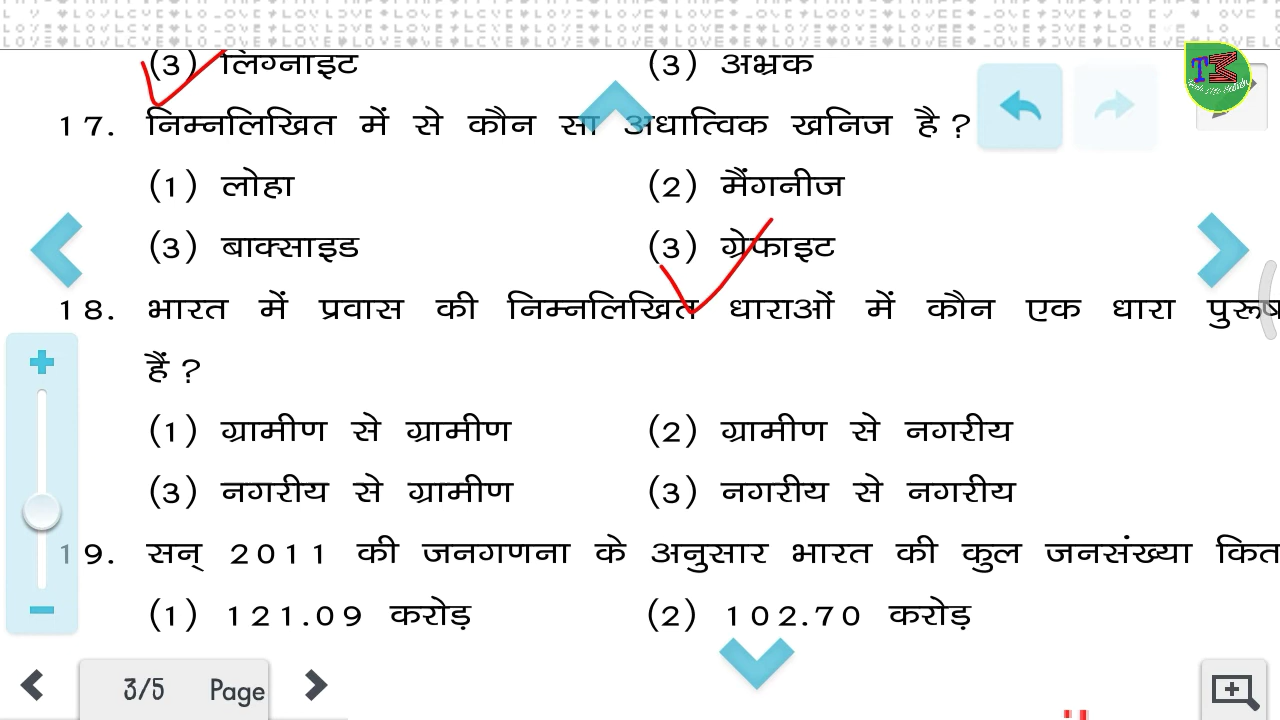 (3) लिग्नाइट (3) अभ्रक
17. निम्नलिखित में से कौन सा अधात्विक खनिज है ?
(1) लोहा (2) मैंगनीज
(3) बाक्साइड (3) ग्रेफाइट
18. भारत में प्रवास की निम्नलिखित धाराओं में कौन एक धारा पुरूष
हैं ?
(1) ग्रामीण से ग्रामीण (2) ग्रामीण से नगरीय
(3) नगरीय से ग्रामीण (3) नगरीय से नगरीय
19. सन् 2011 की जनगणना के अनुसार भारत की कुल जनसंख्या कित
(1) 121.09 करोड़ (2) 102.70 करोड़
3/5 Page